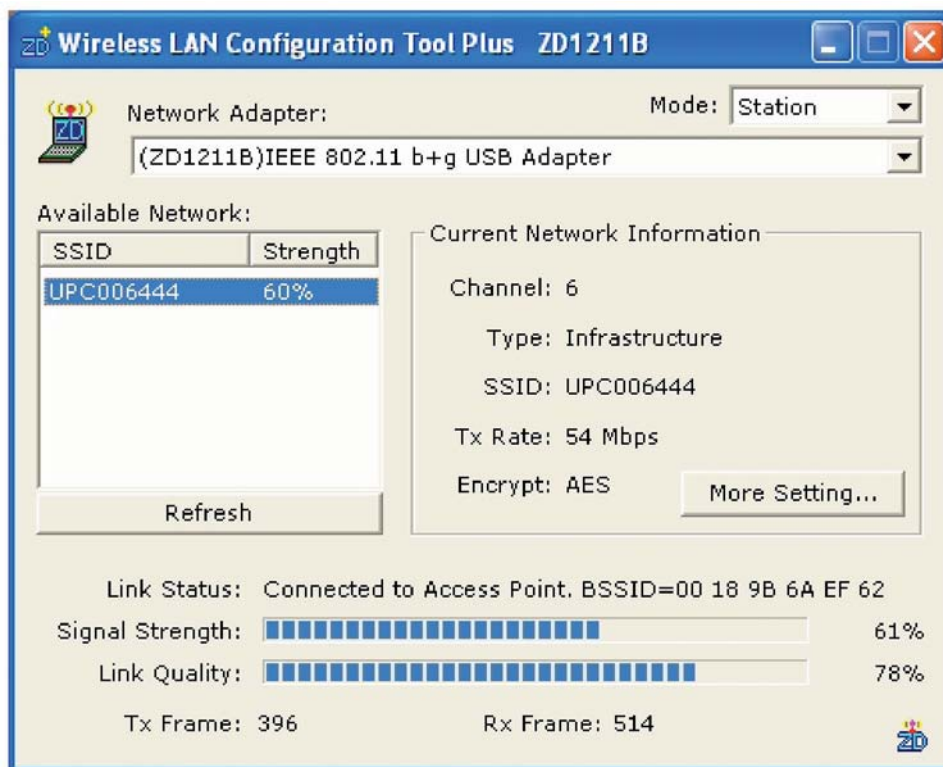 ZD Wireless LAN Configuration Tool Plus ZD1211B
ZD
Network Adapter:
Mode: Station
(ZD1211B)IEEE 802.11 b+g USB Adapter
Available Network:
SSID Strength
UPC006444 60%
Refresh
Current Network Information
Channel: 6
Type: Infrastructure
SSID: UPC006444
Tx Rate: 54 Mbps
Encrypt: AES
More Setting...
Link Status: Connected to Access Point. BSSID=00 18 9B 6A EF 62
Signal Strength: 61%
Link Quality: 78%
Tx Frame: 396 Rx Frame: 514
ZD